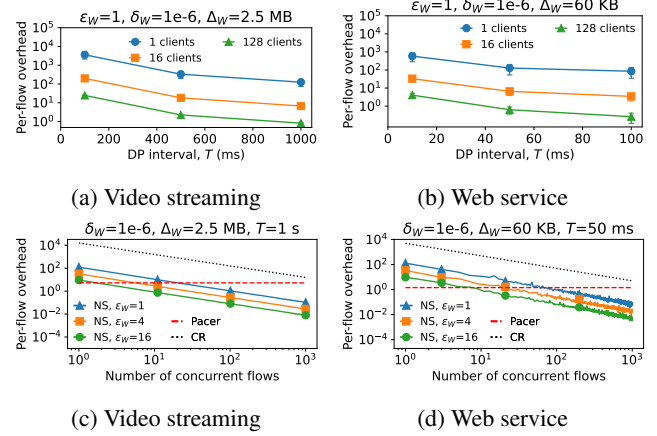 ε_W=1, δ_W=1e-6, Δ_W=2.5 MB
Per-flow overhead
10^5
10^4
10^3
10^2
10^1
10^0
1 clients
16 clients
128 clients
0 200 400 600 800 1000
DP interval, T (ms)
(a) Video streaming
ε_W=1, δ_W=1e-6, Δ_W=60 KB
Per-flow overhead
10^5
10^4
10^3
10^2
10^1
10^0
1 clients
16 clients
128 clients
0 20 40 60 80 100
DP interval, T (ms)
(b) Web service
δ_W=1e-6, Δ_W=2.5 MB, T=1 s
Per-flow overhead
10^4
10^2
10^0
10^-2
10^-4
NS, ε_W=1
NS, ε_W=4
NS, ε_W=16
Pacer
CR
10^0 10^1 10^2 10^3
Number of concurrent flows
(c) Video streaming
δ_W=1e-6, Δ_W=60 KB, T=50 ms
Per-flow overhead
10^4
10^2
10^0
10^-2
10^-4
NS, ε_W=1
NS, ε_W=4
NS, ε_W=16
Pacer
CR
10^0 10^1 10^2 10^3
Number of concurrent flows
(d) Web service